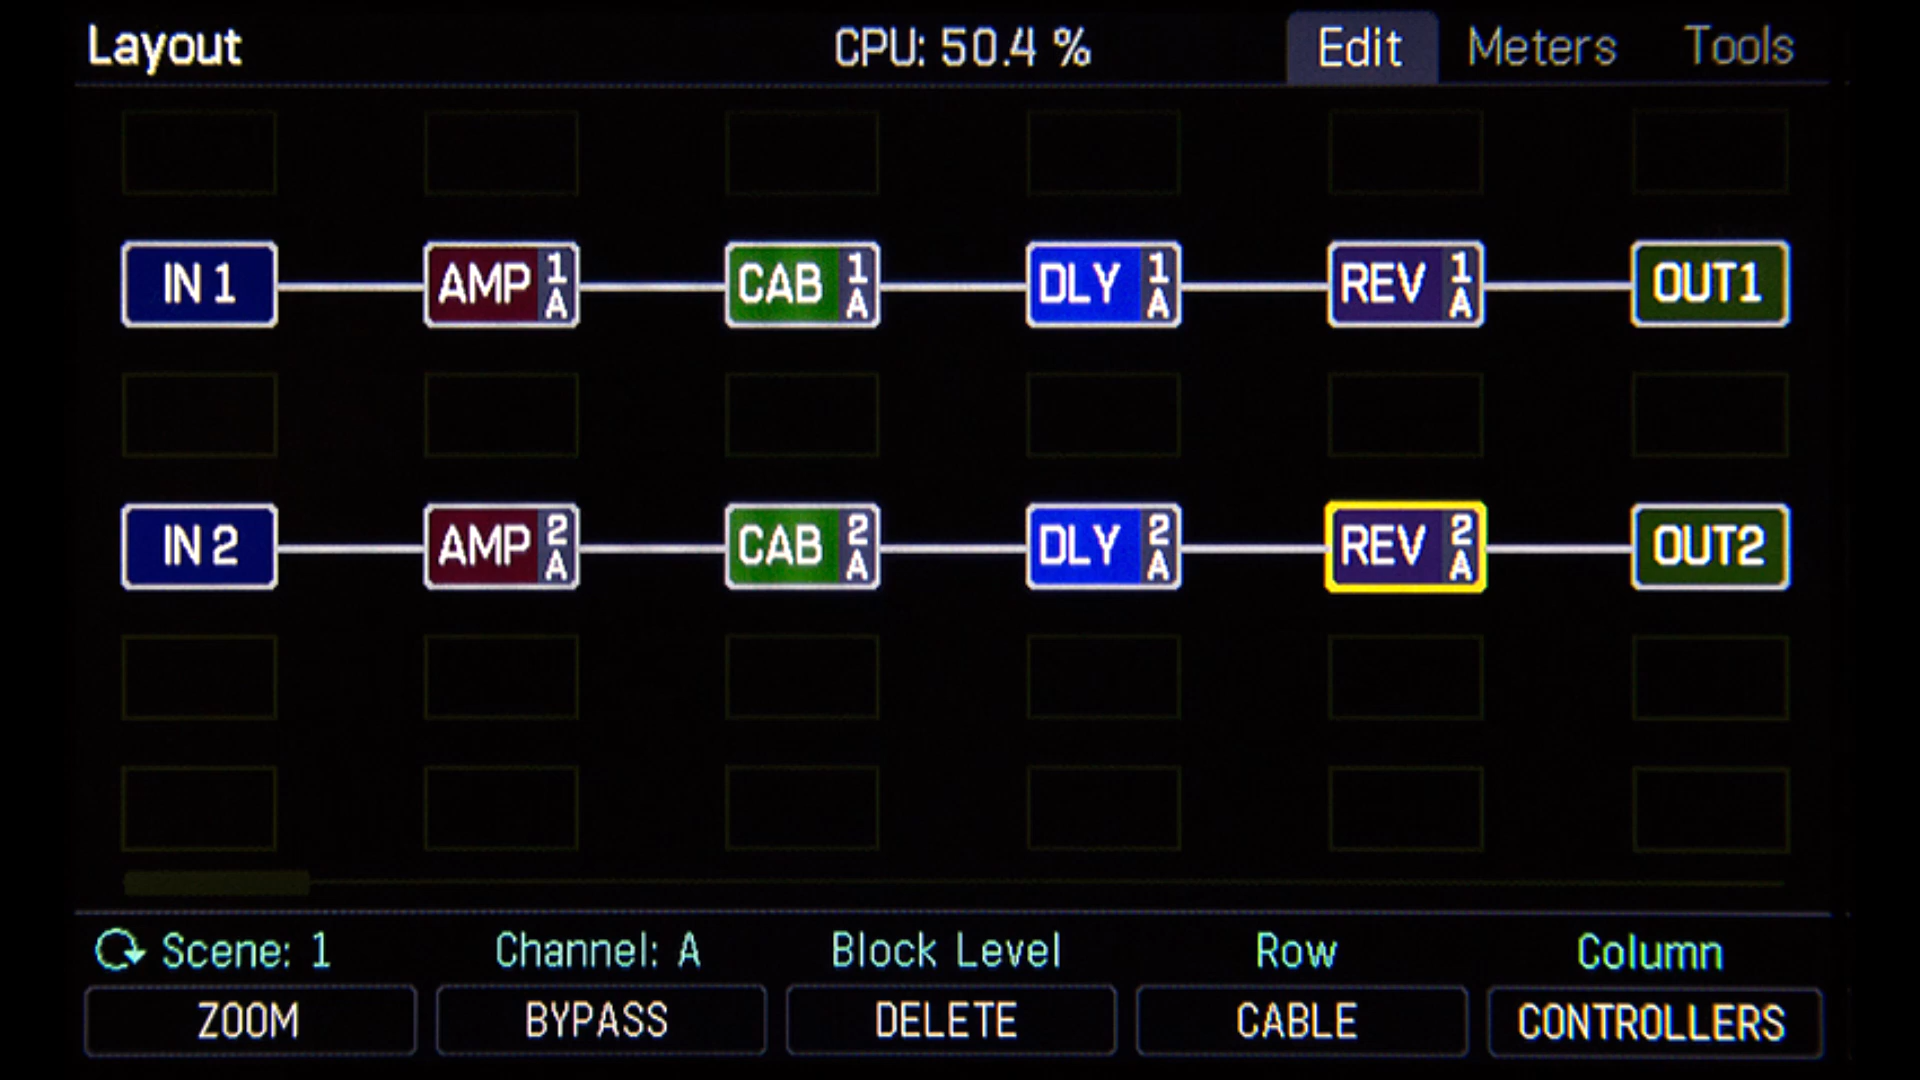 Layout CPU: 50.4 % Edit Meters Tools
IN 1 AMP 1 A CAB 1 A DLY 1 A REV 1 A OUT1
IN 2 AMP 2 A CAB 2 A DLY 2 A REV 2 A OUT2
Scene: 1 Channel: A Block Level Row Column
ZOOM BYPASS DELETE CABLE CONTROLLERS